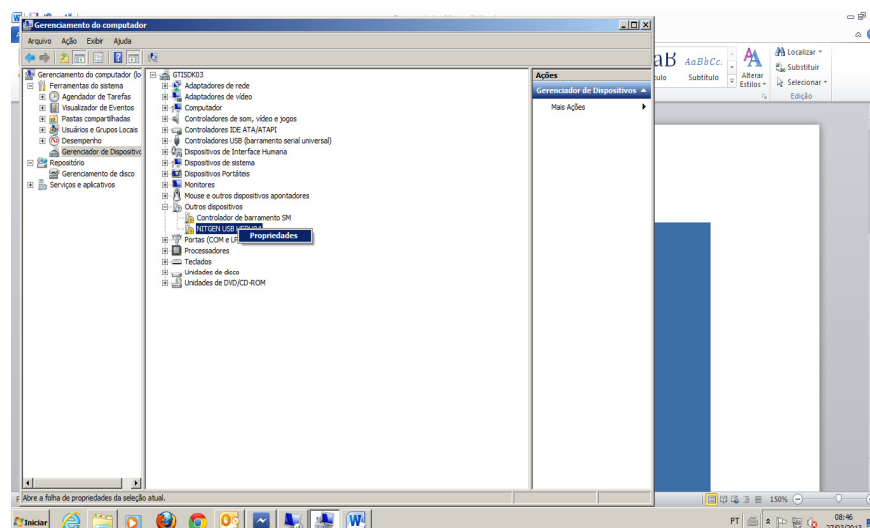 Gerenciamento do computador
Arquivo Ação Exibir Ajuda
Gerenciamento do computador (lo
Ferramentas do sistema
Agendador de Tarefas
Visualizador de Eventos
Pastas compartilhadas
Usuários e Grupos Locais
Desempenho
Gerenciador de Dispositivo
Repositório
Gerenciamento de disco
Serviços e aplicativos
GTISDK03
Adaptadores de rede
Adaptadores de vídeo
Computador
Controladores de som, vídeo e jogos
Controladores IDE ATA/ATAPI
Controladores USB (barramento serial universal)
Dispositivos de Interface Humana
Dispositivos de sistema
Dispositivos Portáteis
Monitores
Mouse e outros dispositivos apontadores
Outros dispositivos
Controlador de barramento SM
NITGEN USB
Propriedades
Portas (COM e LP
Processadores
Teclados
Unidades de disco
Unidades de DVD/CD-ROM
Ações
Gerenciador de Dispositivos
Mais Ações
Abre a folha de propriedades da seleção atual.
aB AaBbCc.
ulo Subtítulo
Alterar
Estilos
Localizar
Substituir
Selecionar
Edição
150%
Iniciar
PT
08:46
27/03/2013